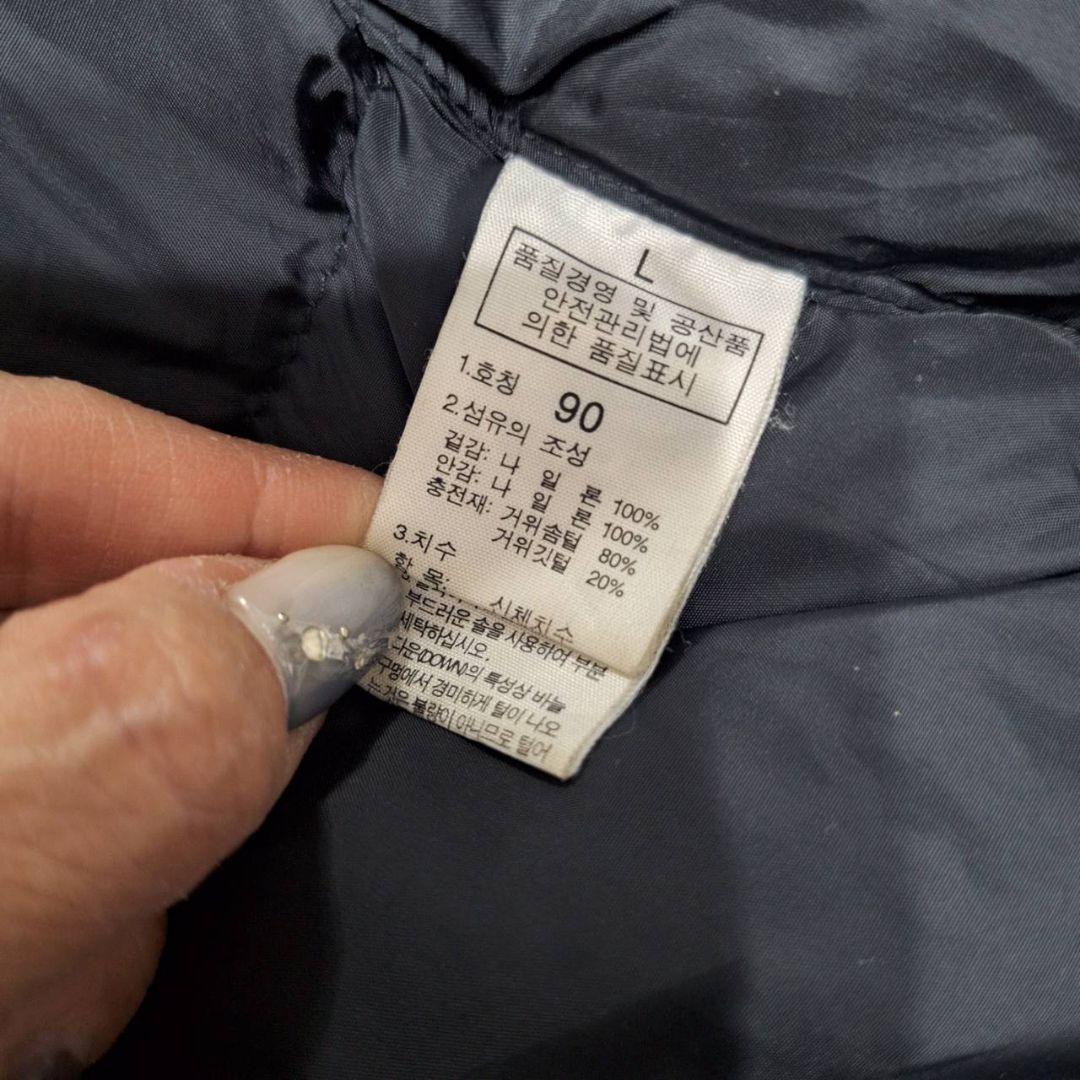 L
품질경영 및 공산품
안전관리법에
의한 품질표시
1.호칭 90
2.섬유의 조성
겉감: 나 일 론 100%
안감: 나 일 론 100%
충전재: 거위솜털 80%
거위깃털 20%
3.치수
항 목: 신체치수
부드러운 솔을 사용하여 부분
세탁하십시오
다운(DOWN)의 특성상 바늘
구멍에서 경미하게 털이 나오
는 것은 불량이 아니므로 털어